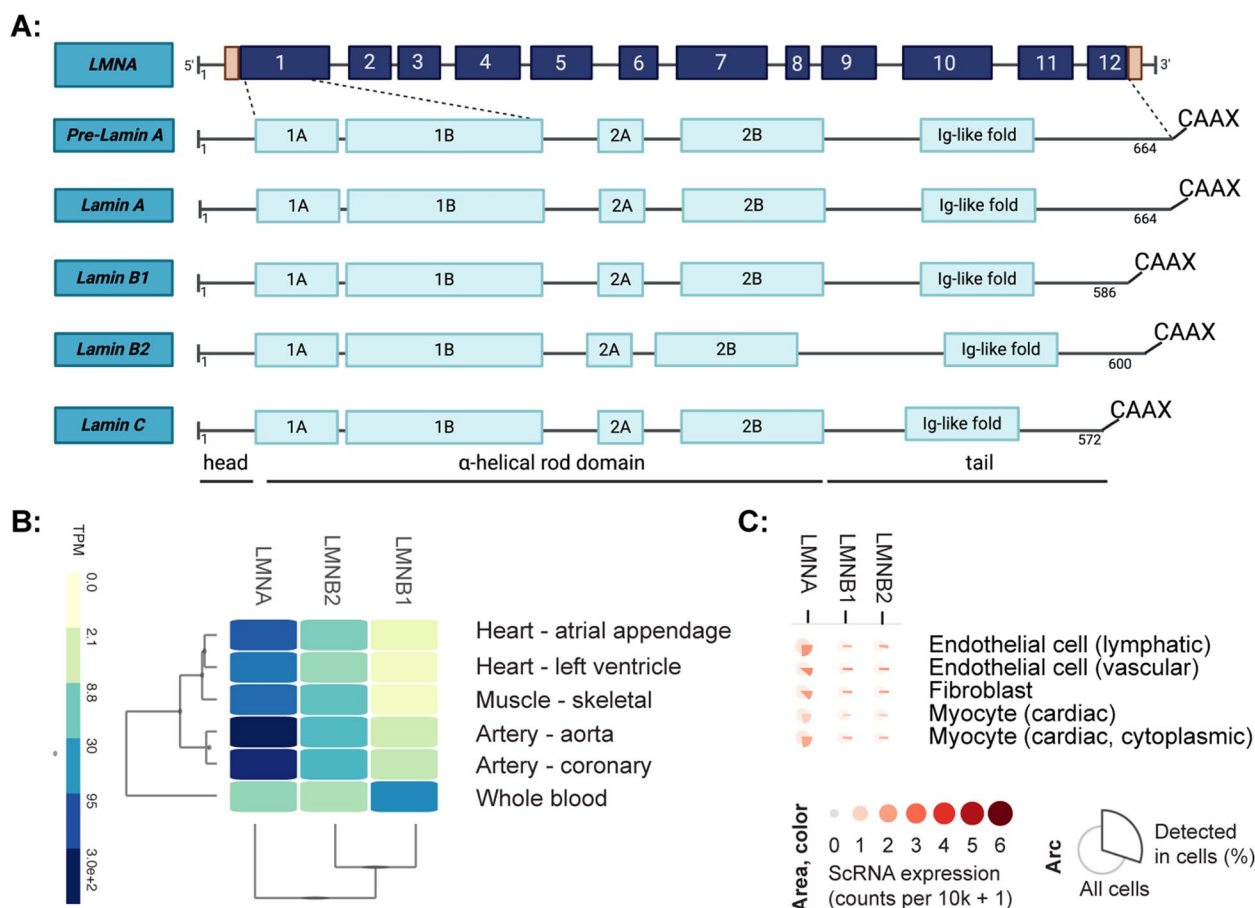 A:
LMNA
5'
1
1
2
3
4
5
6
7
8
9
10
11
12
3'
Pre-Lamin A
1
1A
1B
2A
2B
Ig-like fold
664
CAAX
Lamin A
1
1A
1B
2A
2B
Ig-like fold
664
CAAX
Lamin B1
1
1A
1B
2A
2B
Ig-like fold
586
CAAX
Lamin B2
1
1A
1B
2A
2B
Ig-like fold
600
CAAX
Lamin C
1
1A
1B
2A
2B
Ig-like fold
572
CAAX
head
α-helical rod domain
tail
B:
TPM
0.0
2.1
8.8
30
95
3.0e+2
LMNA
LMNB2
LMNB1
Heart - atrial appendage
Heart - left ventricle
Muscle - skeletal
Artery - aorta
Artery - coronary
Whole blood
C:
LMNA
LMNB1
LMNB2
Endothelial cell (lymphatic)
Endothelial cell (vascular)
Fibroblast
Myocyte (cardiac)
Myocyte (cardiac, cytoplasmic)
Area, color
0 1 2 3 4 5 6
ScRNA expression
(counts per 10k + 1)
Arc
Detected
in cells (%)
All cells